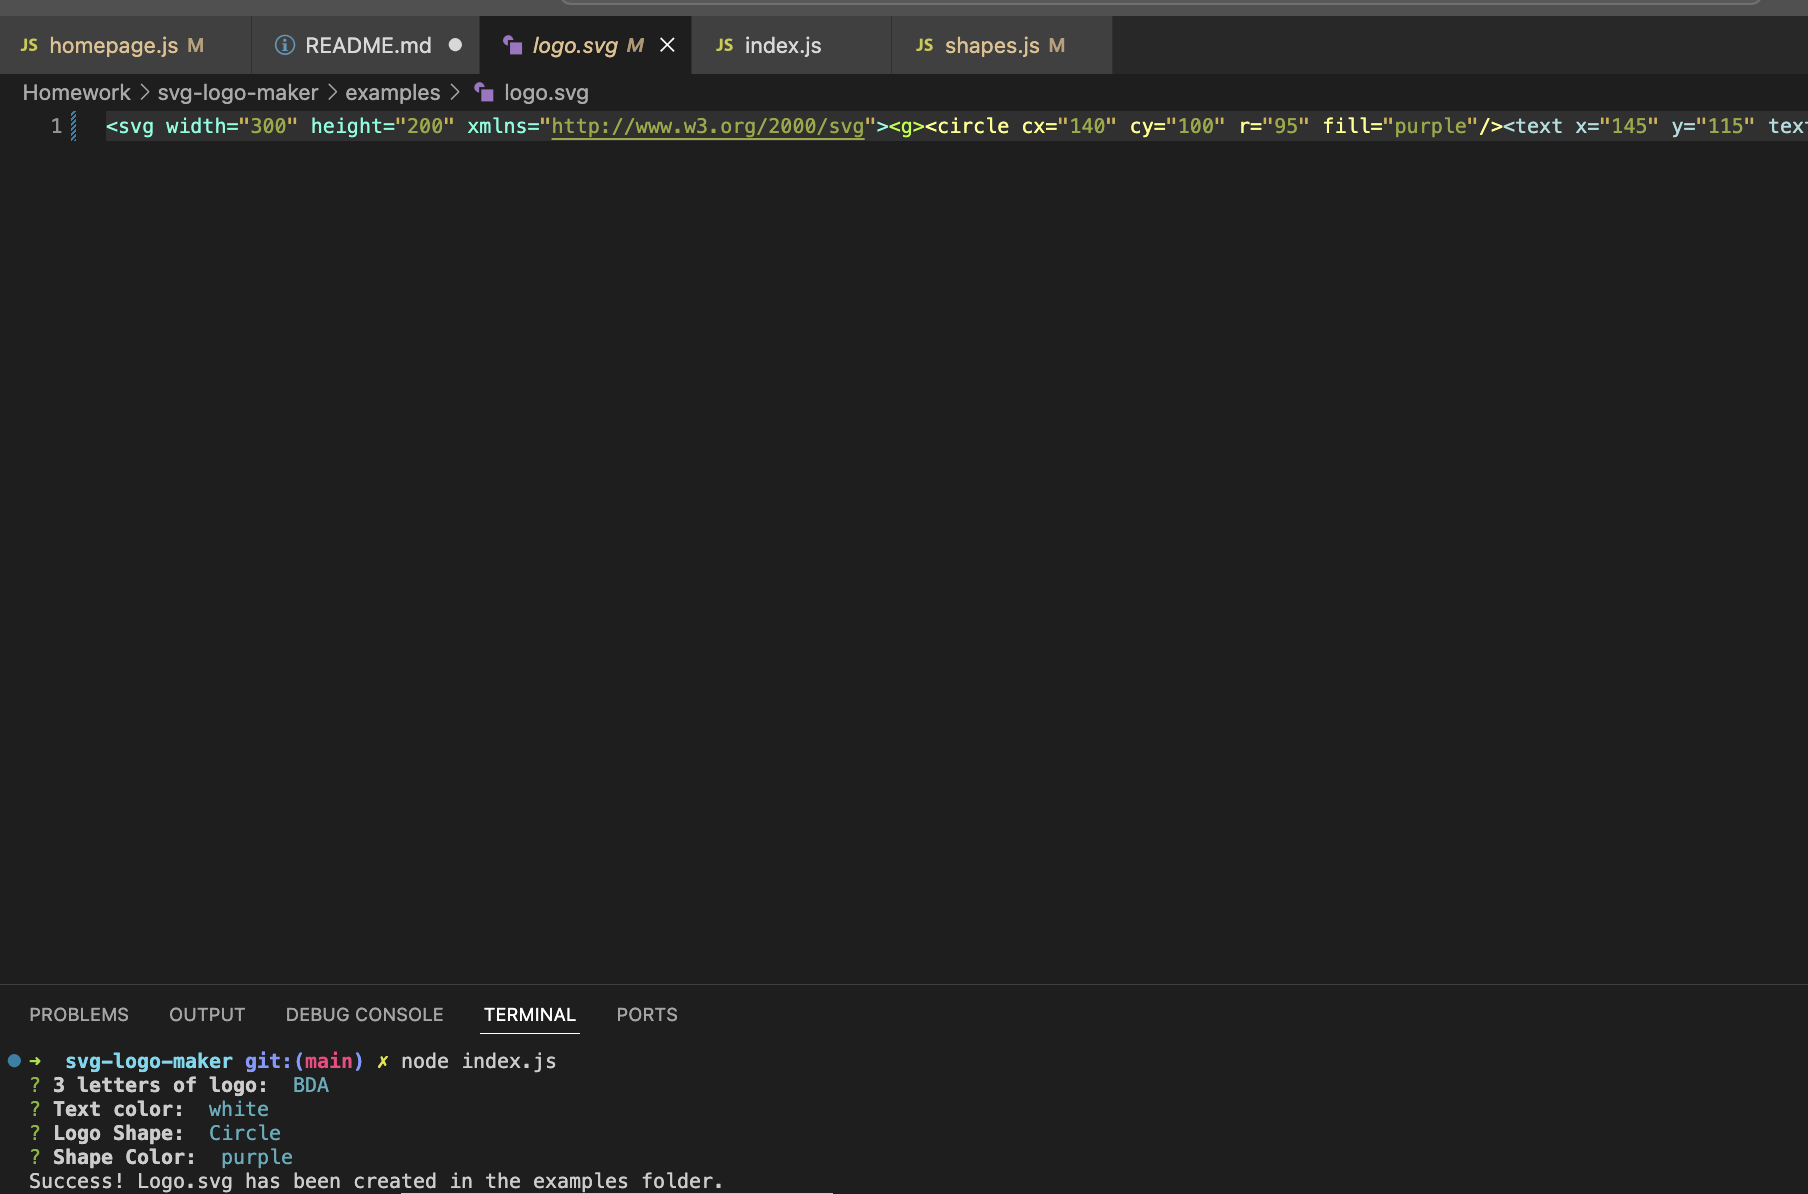 JS homepage.js M README.md logo.svg M JS index.js JS shapes.js M
Homework > svg-logo-maker > examples > logo.svg
1 <svg width="300" height="200" xmlns="http://www.w3.org/2000/svg"><g><circle cx="140" cy="100" r="95" fill="purple"/><text x="145" y="115" tex
PROBLEMS OUTPUT DEBUG CONSOLE TERMINAL PORTS
➜ svg-logo-maker git:(main) ✗ node index.js
? 3 letters of logo: BDA
? Text color: white
? Logo Shape: Circle
? Shape Color: purple
Success! Logo.svg has been created in the examples folder.